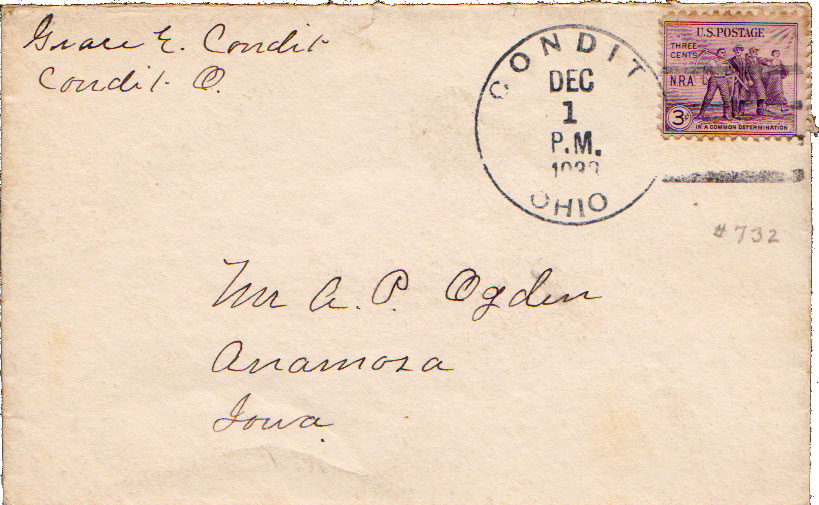 Grace E. Condit
Condit O.
CONDIT
DEC
1
P.M.
1933
OHIO
U.S. POSTAGE
THREE
CENTS
N.R.A.
3¢
IN A COMMON DETERMINATION
#732
Mr A. P. Ogden
Anamosa
Iowa